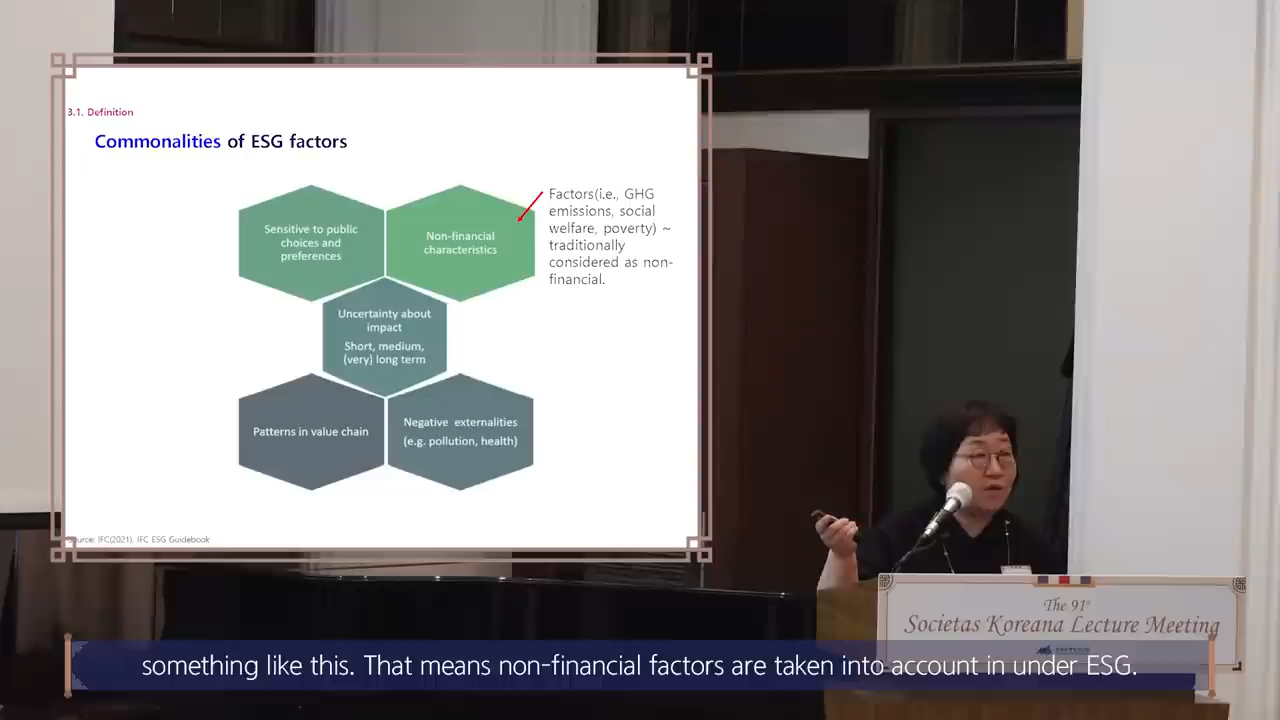 3.1. Definition
Commonalities of ESG factors
Sensitive to public
choices and
preferences
Non-financial
characteristics
Factors(i.e., GHG
emissions, social
welfare, poverty) ~
traditionally
considered as non-
financial.
Uncertainty about
impact
Short, medium,
(very) long term
Patterns in value chain
Negative externalities
(e.g. pollution, health)
Source: IFC(2021). IFC ESG Guidebook
The 91st
Societas Koreana Lecture Meeting
something like this. That means non-financial factors are taken into account in under ESG.